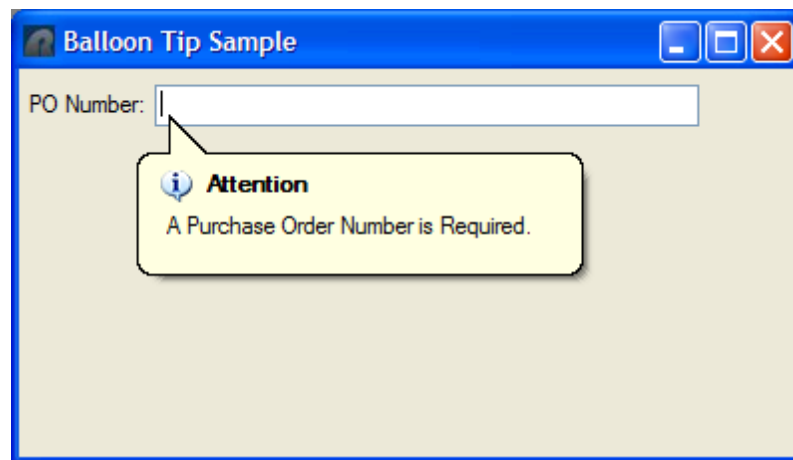 Balloon Tip Sample
PO Number:
Attention
A Purchase Order Number is Required.